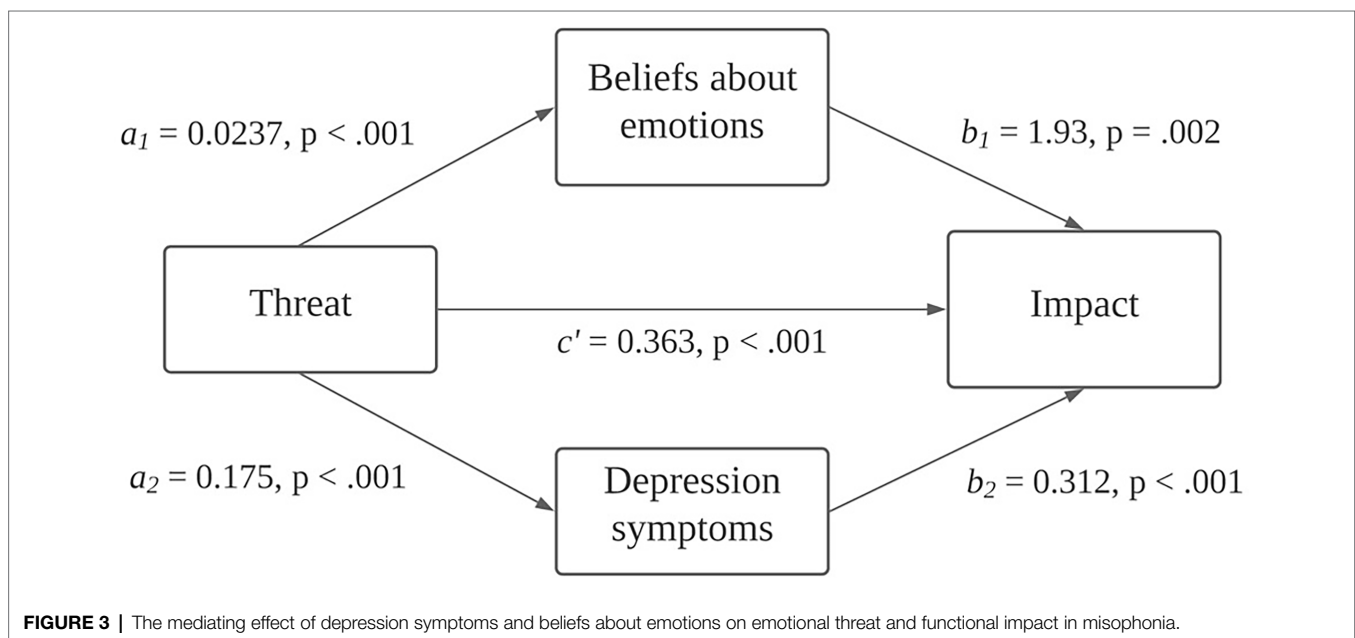 Beliefs about
emotions
a1 = 0.0237, p < .001
b1 = 1.93, p = .002
Threat
Impact
c' = 0.363, p < .001
a2 = 0.175, p < .001
Depression
symptoms
b2 = 0.312, p < .001
FIGURE 3 | The mediating effect of depression symptoms and beliefs about emotions on emotional threat and functional impact in misophonia.